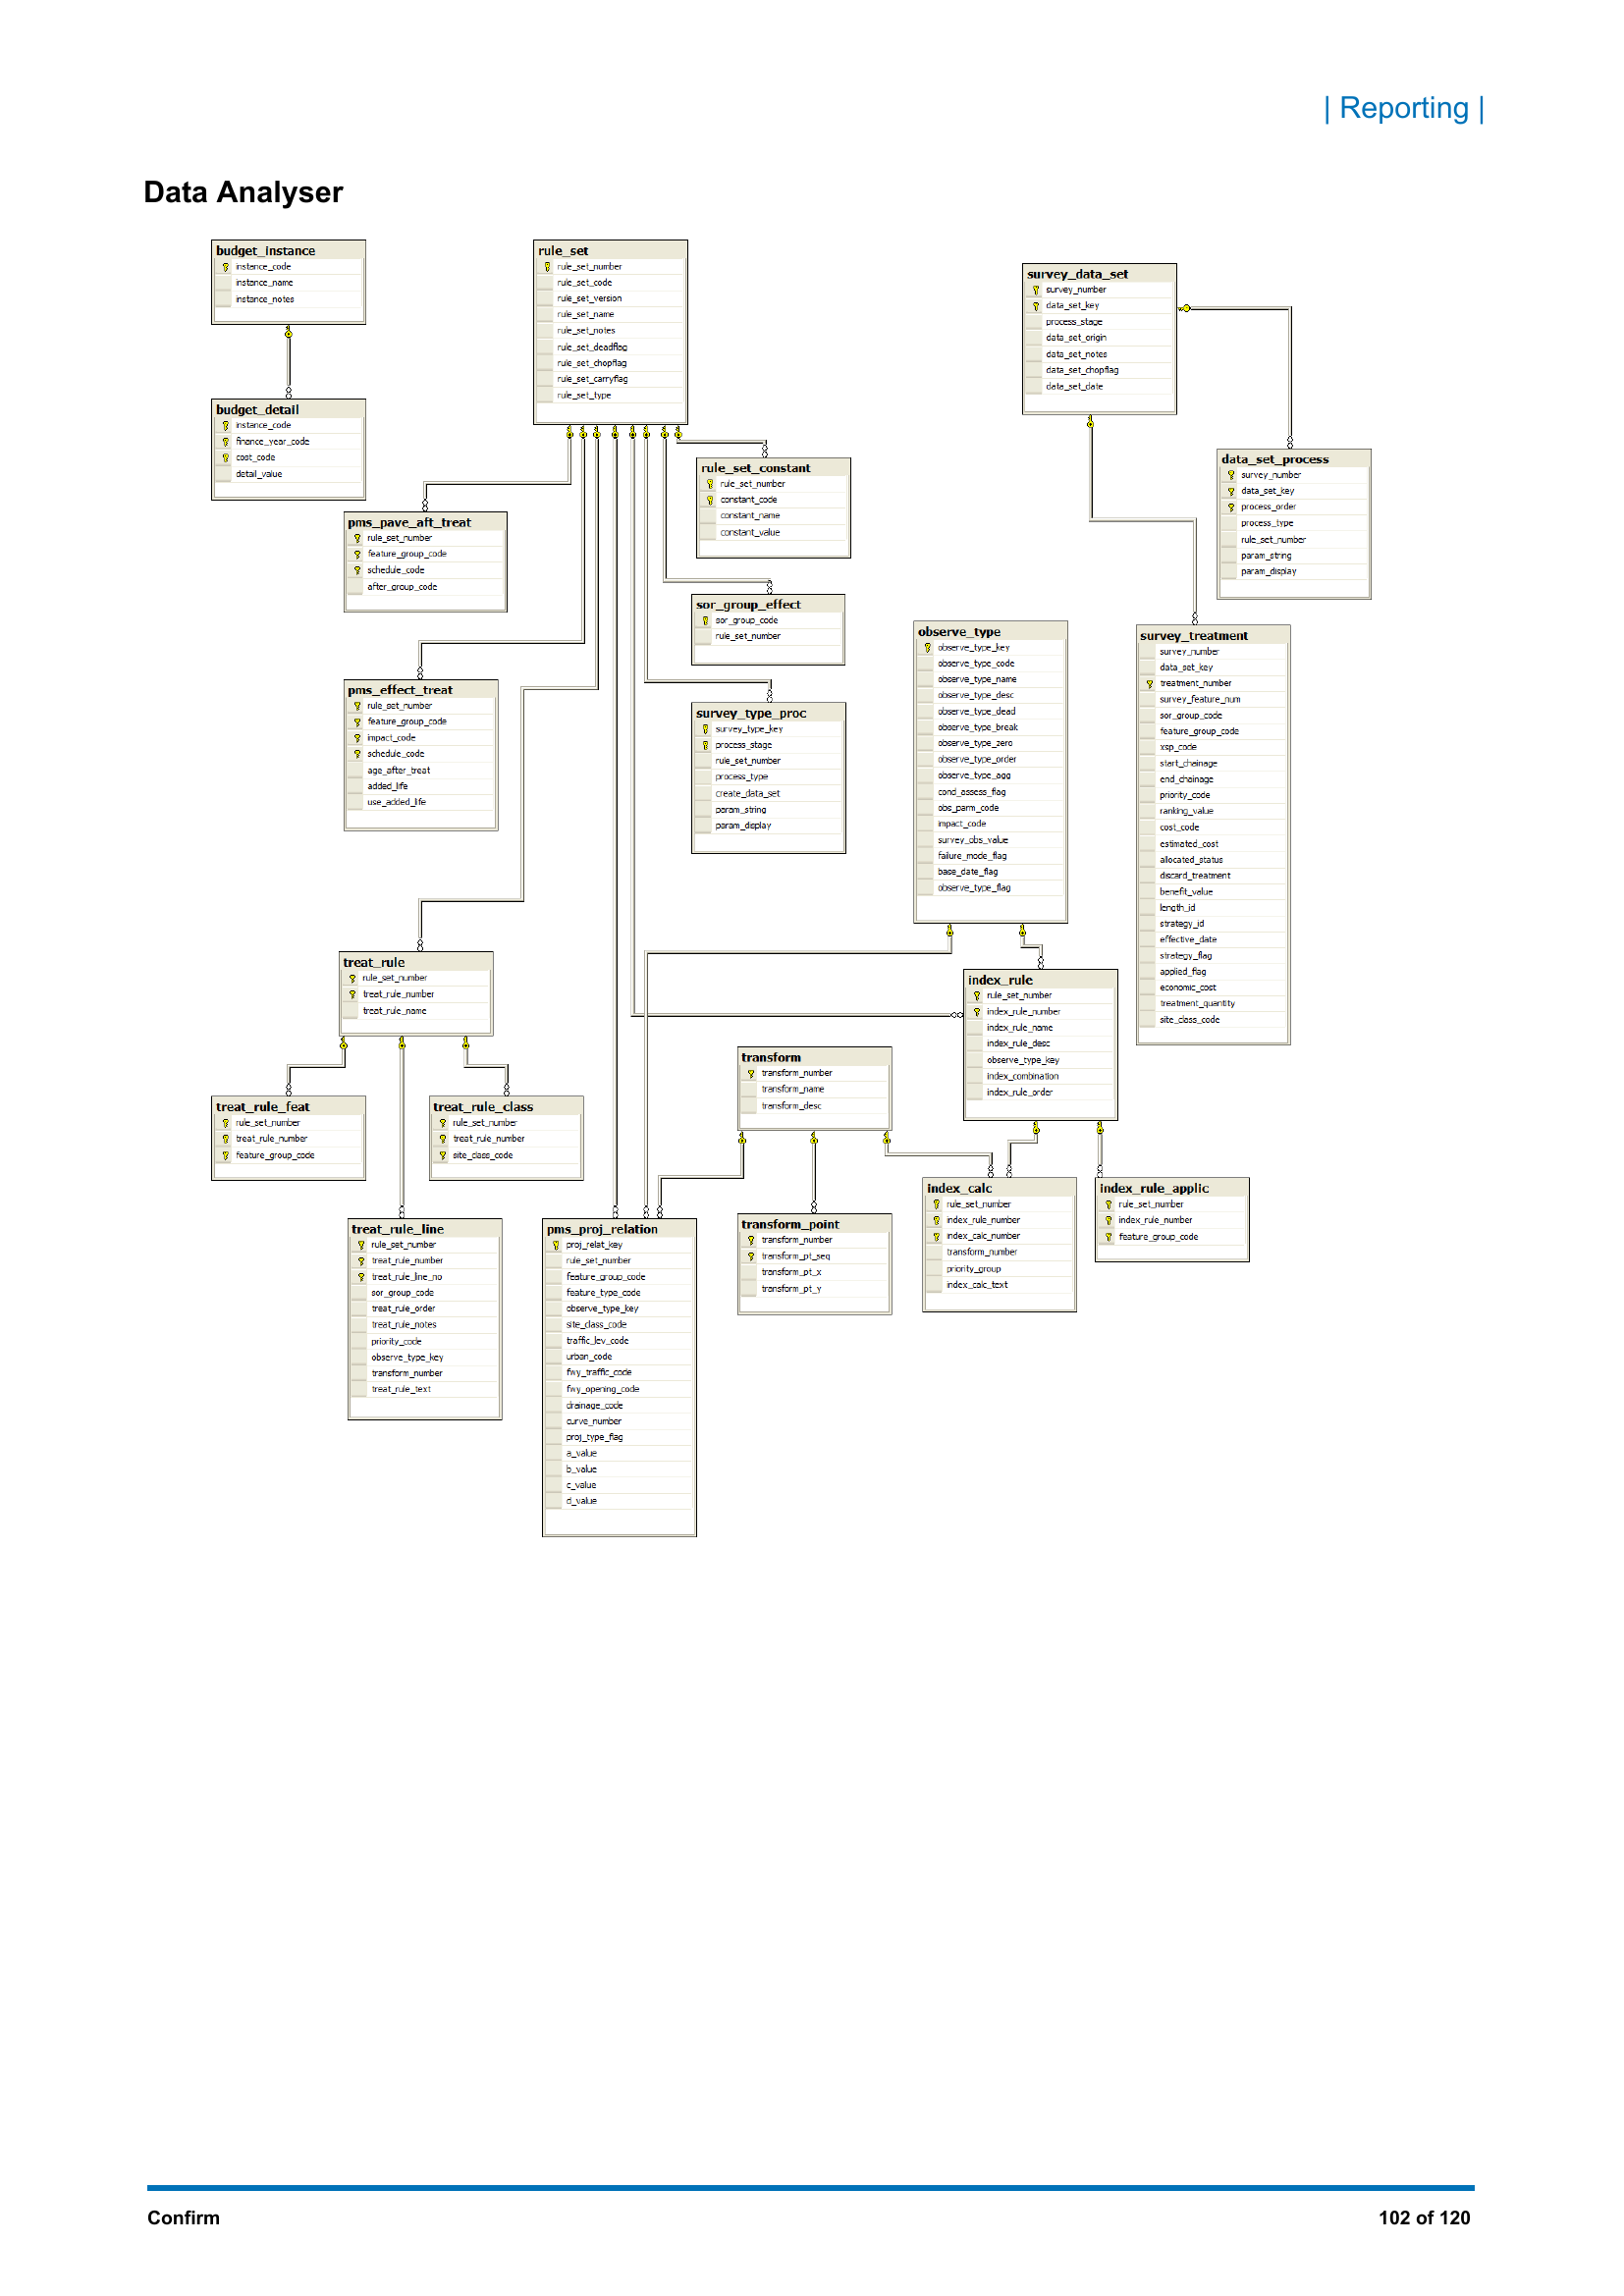 | Reporting |
Data Analyser
budget_instance
instance_code
instance_name
instance_notes
budget_detail
instance_code
finance_year_code
cost_code
detail_value
rule_set
rule_set_number
rule_set_code
rule_set_version
rule_set_name
rule_set_notes
rule_set_deadflag
rule_set_chopflag
rule_set_carryflag
rule_set_type
survey_data_set
survey_number
data_set_key
process_stage
data_set_origin
data_set_notes
data_set_chopflag
data_set_date
rule_set_constant
rule_set_number
constant_code
constant_name
constant_value
data_set_process
survey_number
data_set_key
process_order
process_type
rule_set_number
param_string
param_display
pms_pave_aft_treat
rule_set_number
feature_group_code
schedule_code
after_group_code
sor_group_effect
sor_group_code
rule_set_number
pms_effect_treat
rule_set_number
feature_group_code
impact_code
schedule_code
age_after_treat
added_life
use_added_life
survey_type_proc
survey_type_key
process_stage
rule_set_number
process_type
create_data_set
param_string
param_display
observe_type
observe_type_key
observe_type_code
observe_type_name
observe_type_desc
observe_type_dead
observe_type_break
observe_type_zero
observe_type_order
observe_type_agg
cond_assess_flag
obs_parm_code
impact_code
survey_obs_value
failure_mode_flag
base_date_flag
observe_type_flag
survey_treatment
survey_number
data_set_key
treatment_number
survey_feature_num
sor_group_code
feature_group_code
xsp_code
start_chainage
end_chainage
priority_code
ranking_value
cost_code
estimated_cost
allocated_status
discard_treatment
benefit_value
length_id
strategy_id
effective_date
strategy_flag
applied_flag
economic_cost
treatment_quantity
site_class_code
treat_rule
rule_set_number
treat_rule_number
treat_rule_name
index_rule
rule_set_number
index_rule_number
index_rule_name
index_rule_desc
observe_type_key
index_combination
index_rule_order
transform
transform_number
transform_name
transform_desc
treat_rule_feat
rule_set_number
treat_rule_number
feature_group_code
treat_rule_class
rule_set_number
treat_rule_number
site_class_code
index_calc
rule_set_number
index_rule_number
index_calc_number
transform_number
priority_group
index_calc_text
index_rule_applic
rule_set_number
index_rule_number
feature_group_code
treat_rule_line
rule_set_number
treat_rule_number
treat_rule_line_no
sor_group_code
treat_rule_order
treat_rule_notes
priority_code
observe_type_key
transform_number
treat_rule_text
pms_proj_relation
proj_relat_key
rule_set_number
feature_group_code
feature_type_code
observe_type_key
site_class_code
traffic_lev_code
urban_code
fwy_traffic_code
fwy_opening_code
drainage_code
curve_number
proj_type_flag
a_value
b_value
c_value
d_value
transform_point
transform_number
transform_pt_seq
transform_pt_x
transform_pt_y
Confirm
102 of 120